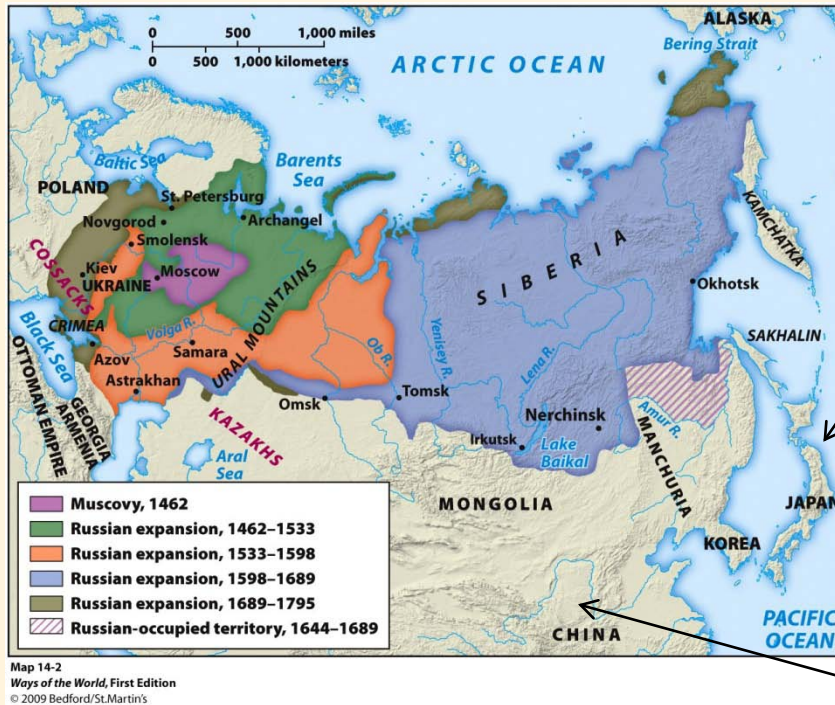 ALASKA
Bering Strait
0 500 1,000 miles
0 500 1,000 kilometers
ARCTIC OCEAN
Baltic Sea
Barents
Sea
POLAND
St. Petersburg
Novgorod
Archangel
Smolensk
COSSACKS
Kiev
UKRAINE
Moscow
URAL MOUNTAINS
SIBERIA
KAMCHATKA
Okhotsk
CRIMEA
Black Sea
Volga R.
Ob R.
Yenisey R.
Lena R.
SAKHALIN
Azov
Samara
Astrakhan
OTTOMAN EMPIRE
GEORGIA
ARMENIA
Omsk
Tomsk
KAZAKHS
Nerchinsk
Amur R.
Irkutsk
Lake
Baikal
Aral
Sea
MANCHURIA
MONGOLIA
JAPAN
KOREA
Muscovy, 1462
Russian expansion, 1462–1533
Russian expansion, 1533–1598
Russian expansion, 1598–1689
Russian expansion, 1689–1795
Russian-occupied territory, 1644–1689
CHINA
PACIFIC
OCEAN
Map 14-2
Ways of the World, First Edition
© 2009 Bedford/St.Martin's